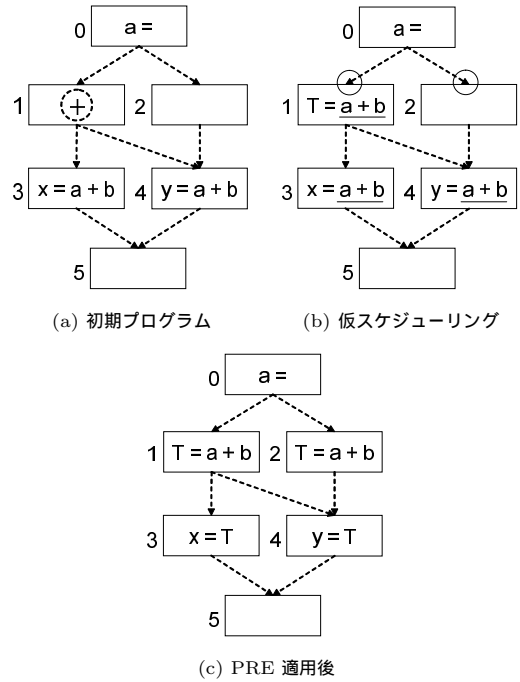 0 a =
1 + 2
3 x = a + b 4 y = a + b
5
(a) 初期プログラム
0 a =
1 T = a + b 2
3 x = a + b 4 y = a + b
5
(b) 仮スケジューリング
0 a =
1 T = a + b 2 T = a + b
3 x = T 4 y = T
5
(c) PRE 適用後